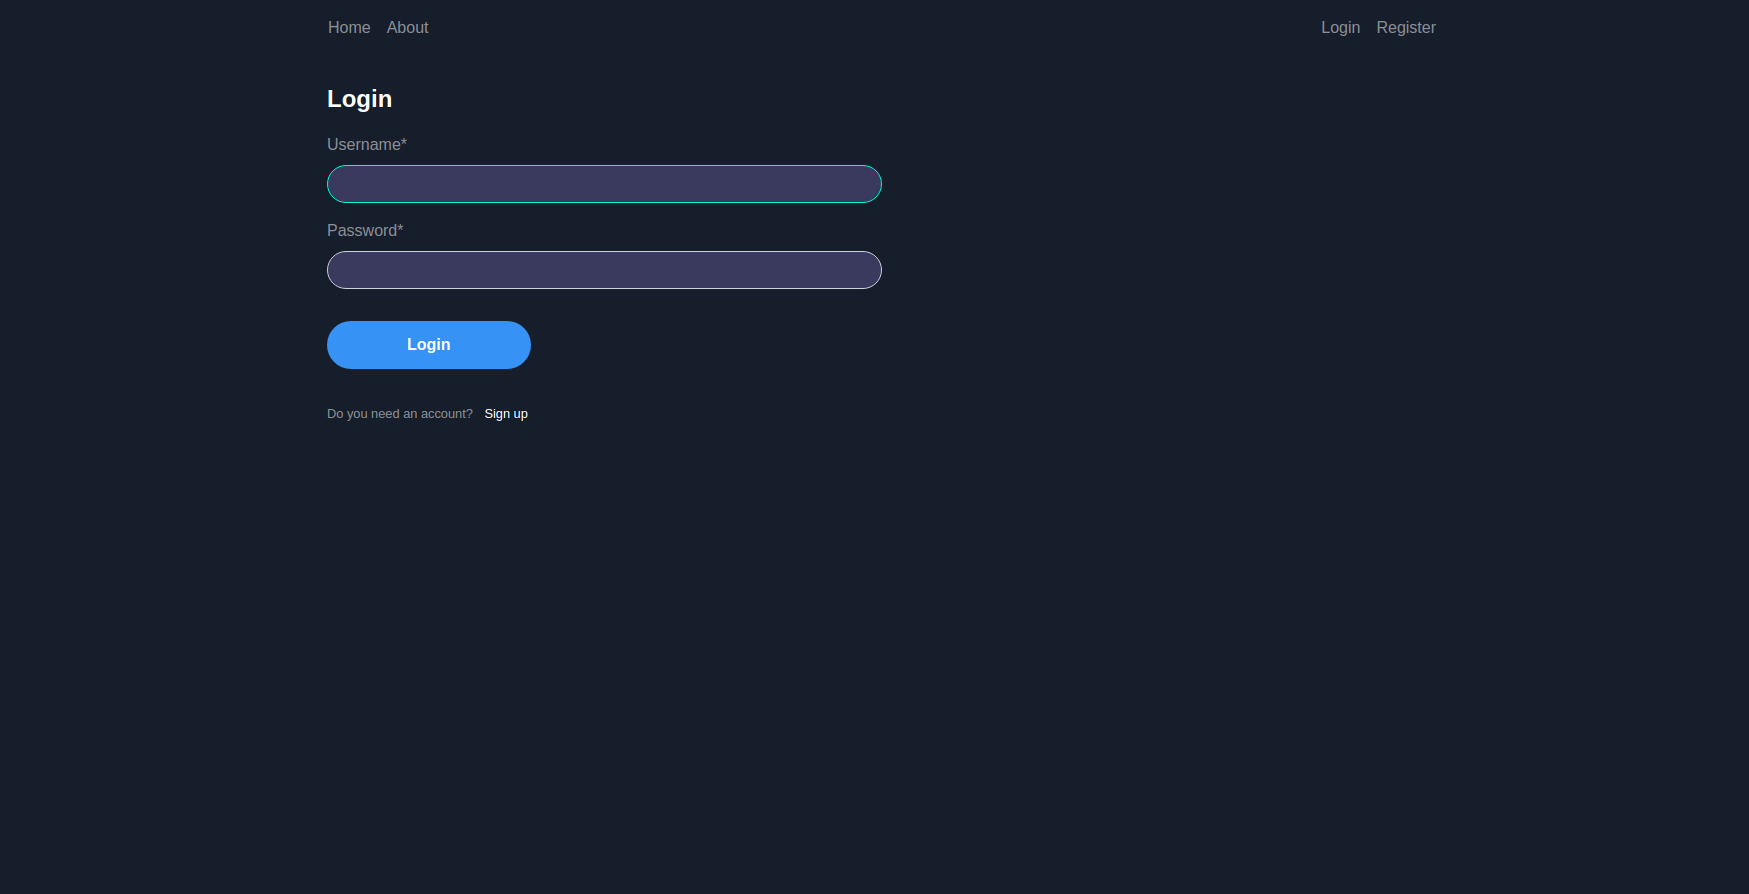 Home About Login Register
Login
Username*
Password*
Login
Do you need an account? Sign up